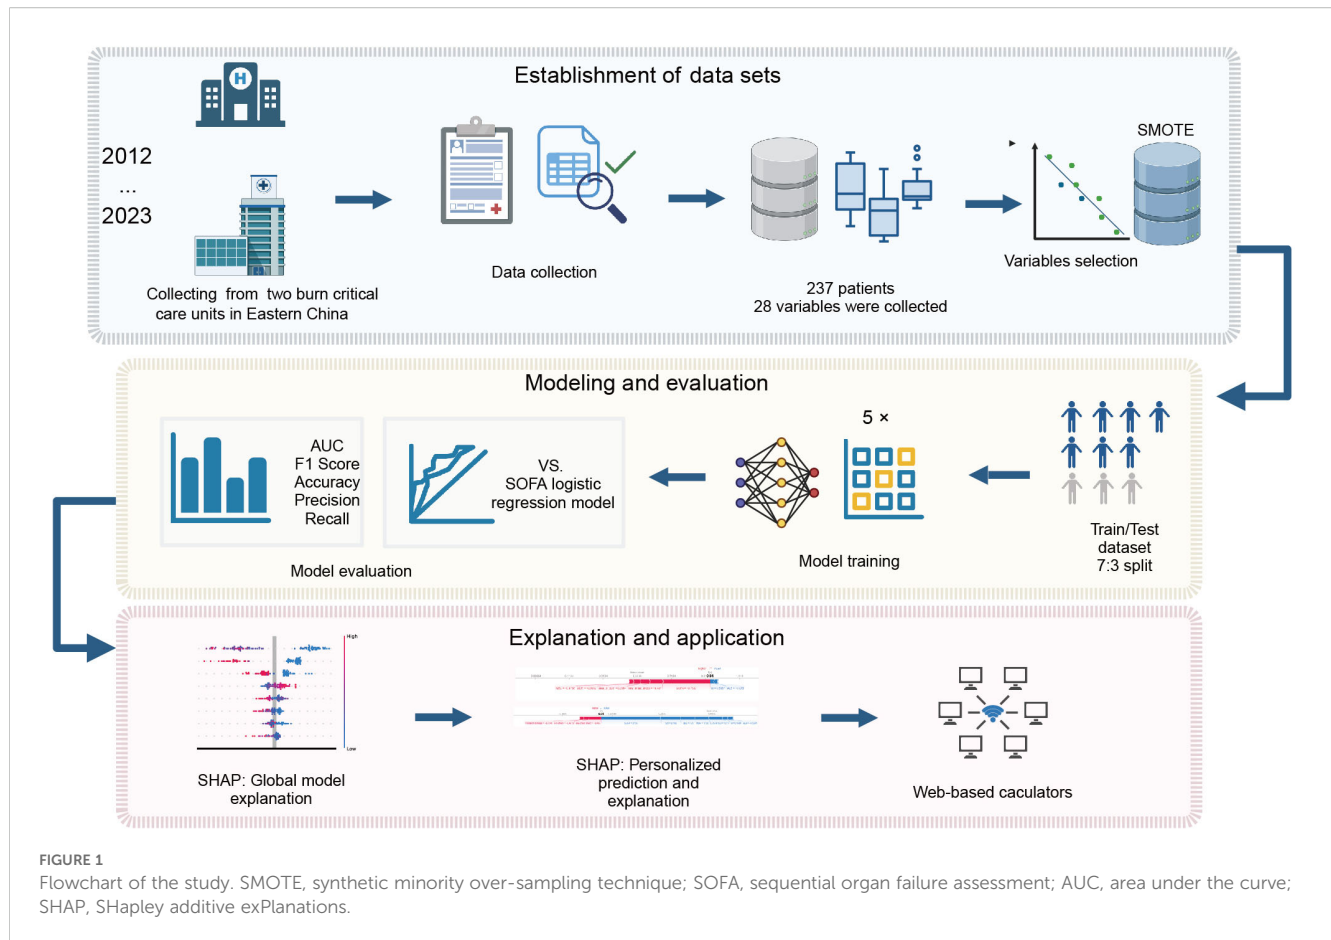 Establishment of data sets
H
2012
...
2023
SMOTE
Data collection
Variables selection
Collecting from two burn critical
care units in Eastern China
237 patients
28 variables were collected
Modeling and evaluation
AUC
F1 Score
Accuracy
Precision
Recall
VS.
SOFA logistic
regression model
5 ×
Model evaluation
Model training
Train/Test
dataset
7:3 split
Explanation and application
High
Low
SHAP: Global model
explanation
SHAP: Personalized
prediction and
explanation
Web-based caculators
FIGURE 1
Flowchart of the study. SMOTE, synthetic minority over-sampling technique; SOFA, sequential organ failure assessment; AUC, area under the curve;
SHAP, SHapley additive exPlanations.